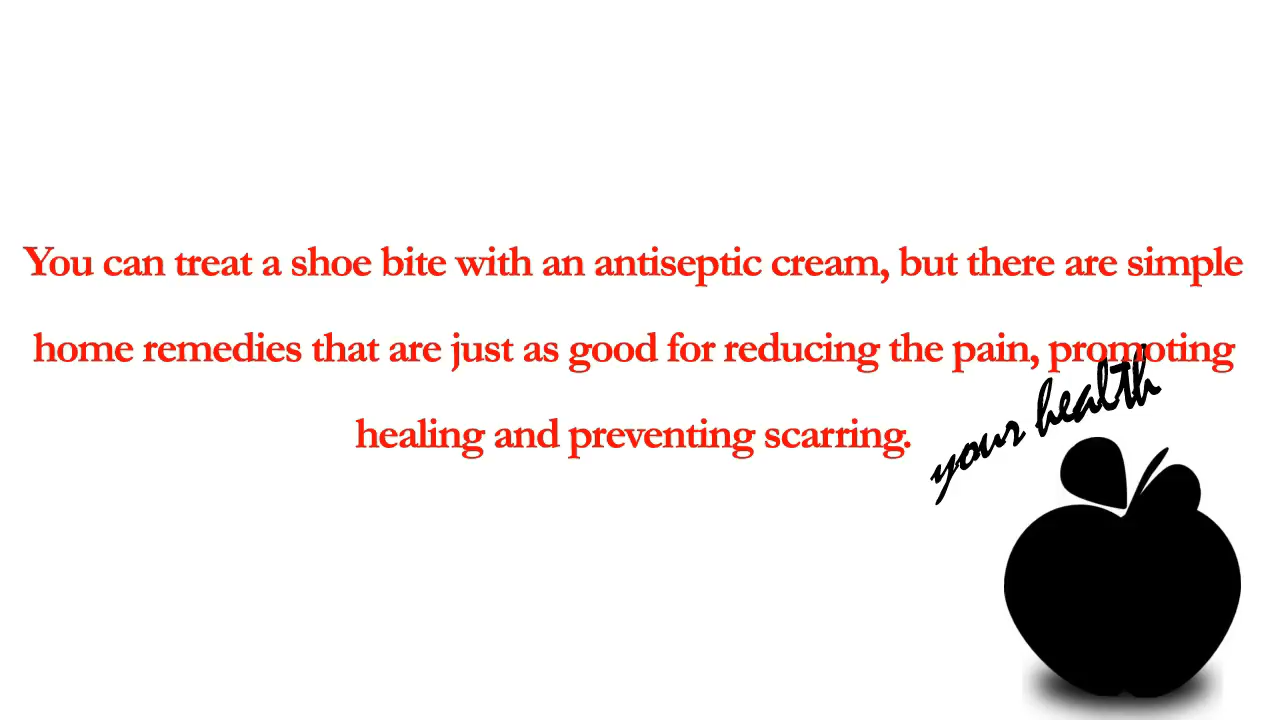 You can treat a shoe bite with an antiseptic cream, but there are simple
home remedies that are just as good for reducing the pain, promoting
healing and preventing scarring.
your health